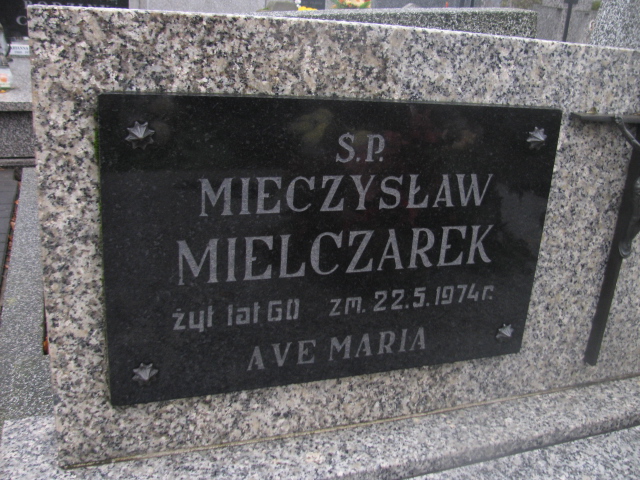 Ś.P.
MIECZYSŁAW
MIELCZAREK
żył lat 60 zm. 22.5.1974 r.
AVE MARIA